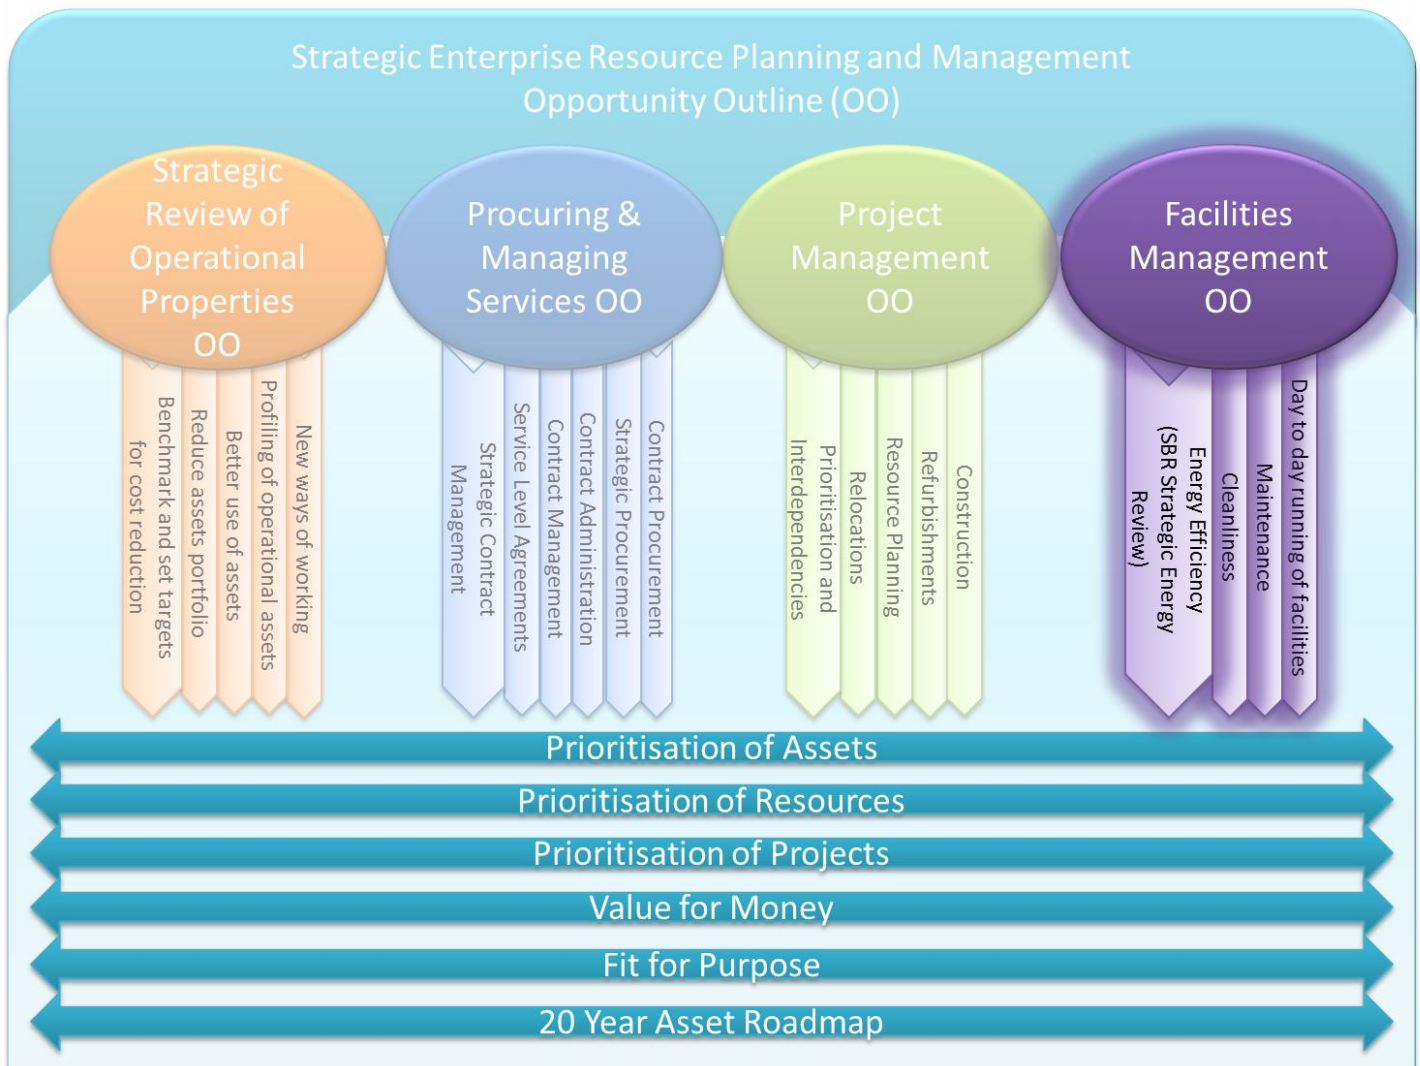 Strategic Enterprise Resource Planning and Management
Opportunity Outline (OO)
Strategic
Review of
Operational
Properties
OO
Procuring &
Managing
Services OO
Project
Management
OO
Facilities
Management
OO
Benchmark and set targets
for cost reduction
Reduce assets portfolio
Better use of assets
Profiling of operational assets
New ways of working
Strategic Contract
Management
Service Level Agreements
Contract Management
Contract Administration
Strategic Procurement
Contract Procurement
Prioritisation and
Interdependencies
Relocations
Resource Planning
Refurbishments
Construction
Energy Efficiency
(SBR Strategic Energy
Review)
Cleanliness
Maintenance
Day to day running of facilities
Prioritisation of Assets
Prioritisation of Resources
Prioritisation of Projects
Value for Money
Fit for Purpose
20 Year Asset Roadmap